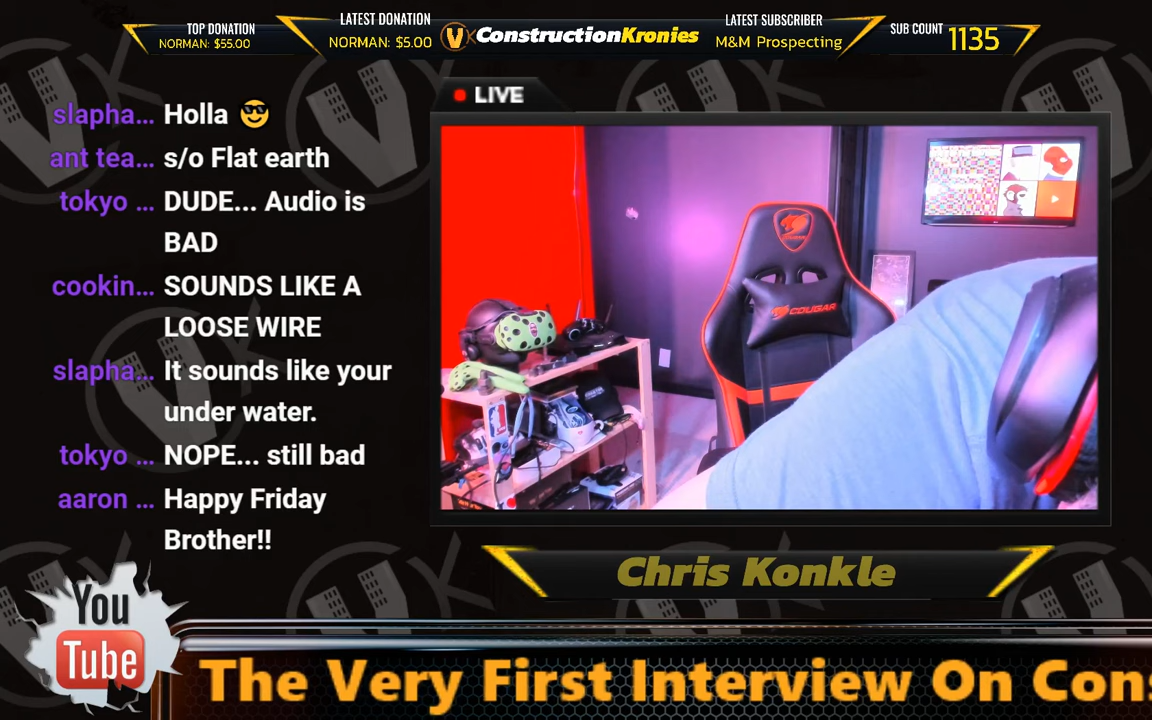 TOP DONATION
NORMAN: $55.00
LATEST DONATION
NORMAN: $5.00
ConstructionKronies
LATEST SUBSCRIBER
M&M Prospecting
SUB COUNT 1135
LIVE
slapha... Holla 😎
ant tea... s/o Flat earth
tokyo ... DUDE... Audio is
BAD
cookin... SOUNDS LIKE A
LOOSE WIRE
slapha... It sounds like your
under water.
tokyo ... NOPE... still bad
aaron ... Happy Friday
Brother!!
COUGAR
COUGAR
Chris Konkle
You
Tube
The Very First Interview On Cons